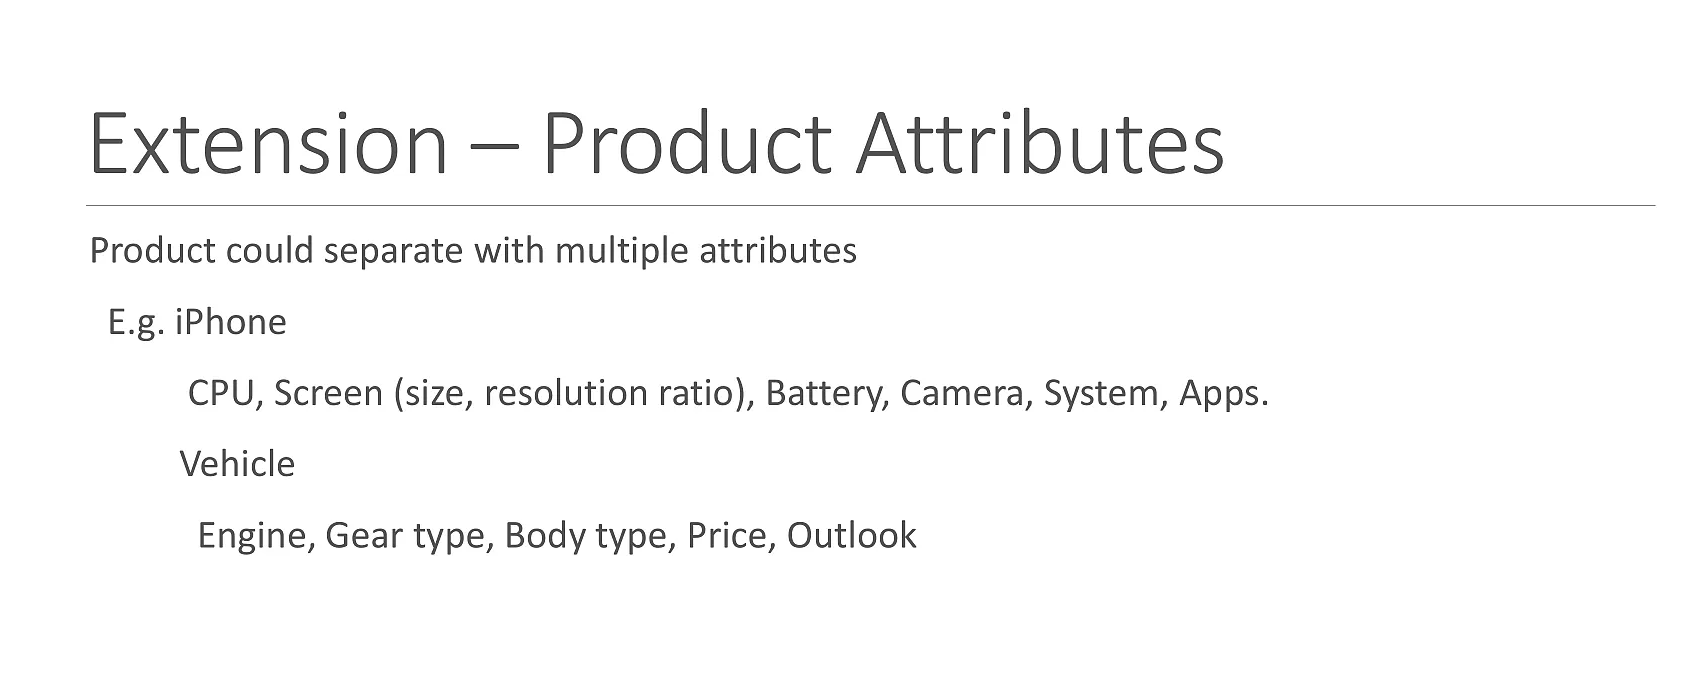 Extension – Product Attributes
Product could separate with multiple attributes
E.g. iPhone
CPU, Screen (size, resolution ratio), Battery, Camera, System, Apps.
Vehicle
Engine, Gear type, Body type, Price, Outlook